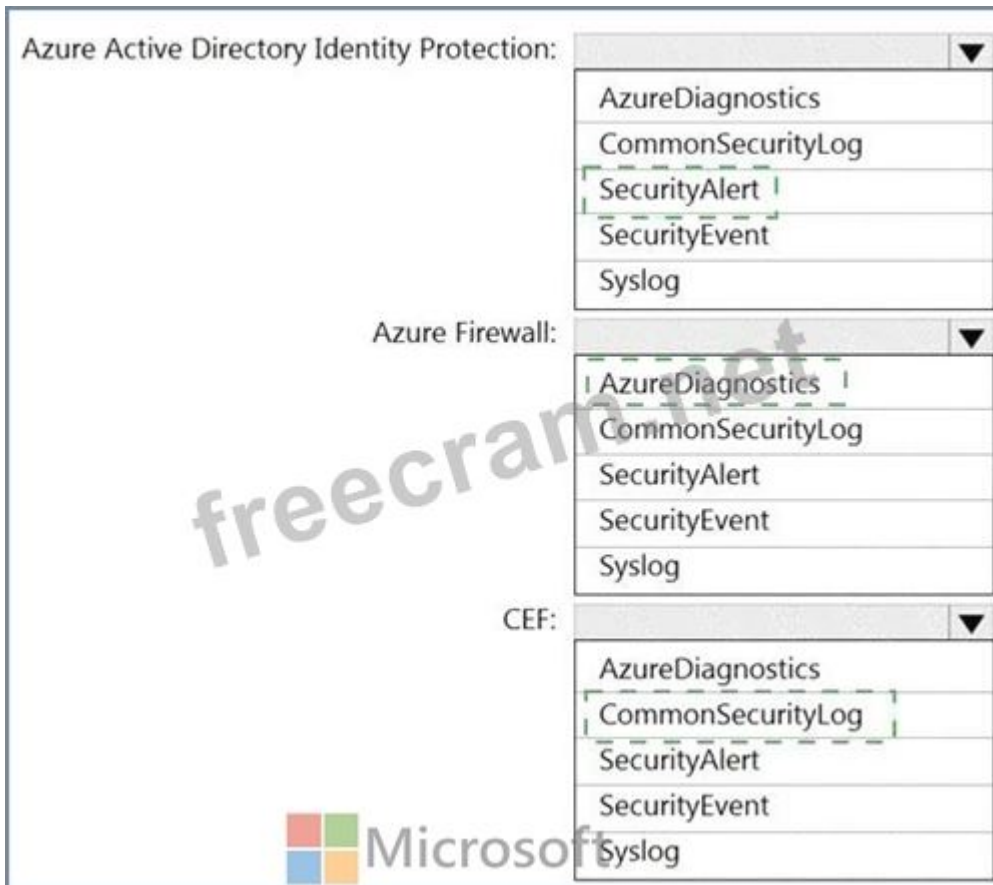 Azure Active Directory Identity Protection:
AzureDiagnostics
CommonSecurityLog
SecurityAlert
SecurityEvent
Syslog
Azure Firewall:
AzureDiagnostics
CommonSecurityLog
SecurityAlert
SecurityEvent
Syslog
freecram.net
CEF:
AzureDiagnostics
CommonSecurityLog
SecurityAlert
SecurityEvent
Syslog
Microsoft